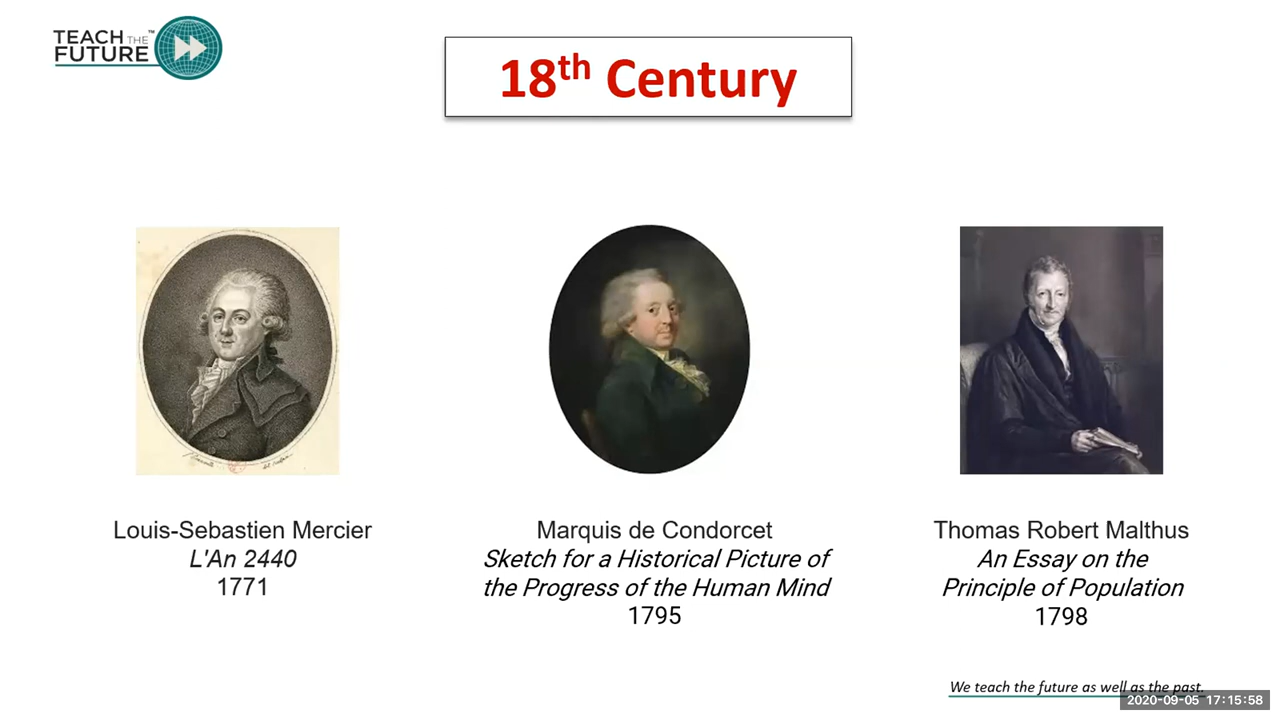 TEACH THE™
FUTURE
18th Century
Louis-Sebastien Mercier
L'An 2440
1771
Marquis de Condorcet
Sketch for a Historical Picture of
the Progress of the Human Mind
1795
Thomas Robert Malthus
An Essay on the
Principle of Population
1798
We teach the future as well as the past.
2020-09-05 17:15:58